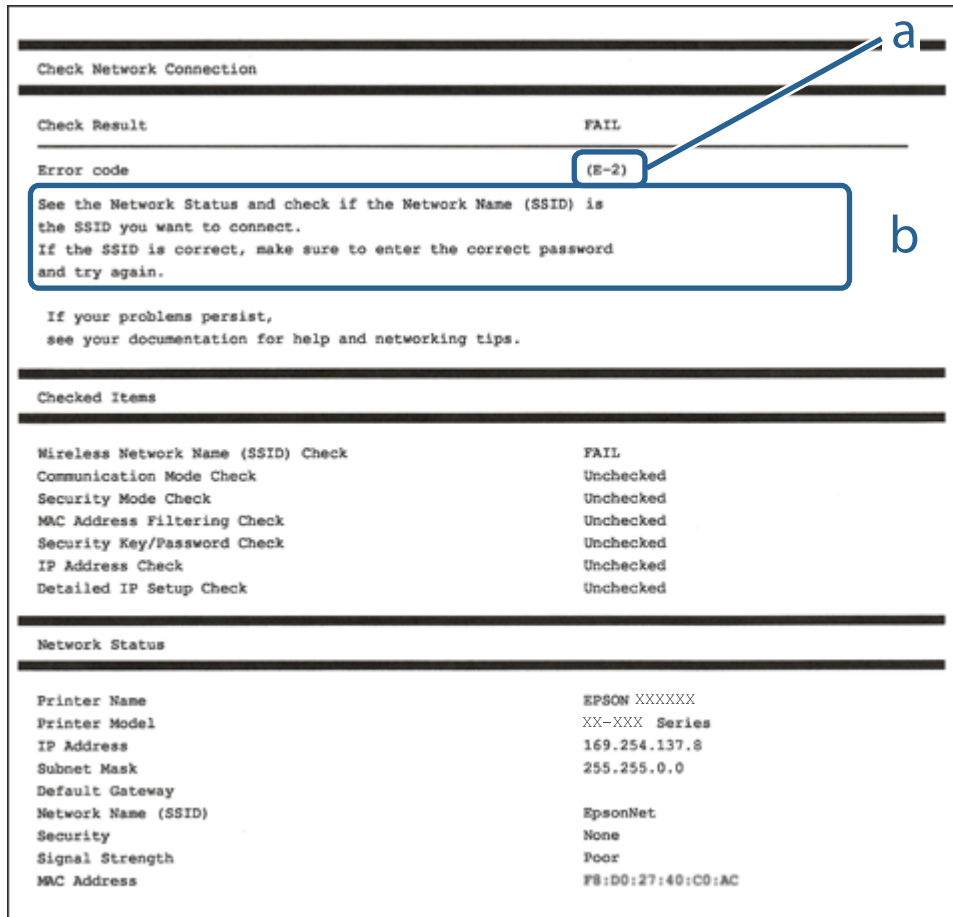 a
Check Network Connection
Check Result FAIL
Error code (E-2)
See the Network Status and check if the Network Name (SSID) is
the SSID you want to connect.
If the SSID is correct, make sure to enter the correct password
and try again.
b
If your problems persist,
see your documentation for help and networking tips.
Checked Items
Wireless Network Name (SSID) Check FAIL
Communication Mode Check Unchecked
Security Mode Check Unchecked
MAC Address Filtering Check Unchecked
Security Key/Password Check Unchecked
IP Address Check Unchecked
Detailed IP Setup Check Unchecked
Network Status
Printer Name EPSON XXXXXX
Printer Model XX-XXX Series
IP Address 169.254.137.8
Subnet Mask 255.255.0.0
Default Gateway
Network Name (SSID) EpsonNet
Security None
Signal Strength Poor
MAC Address F8:D0:27:40:C0:AC